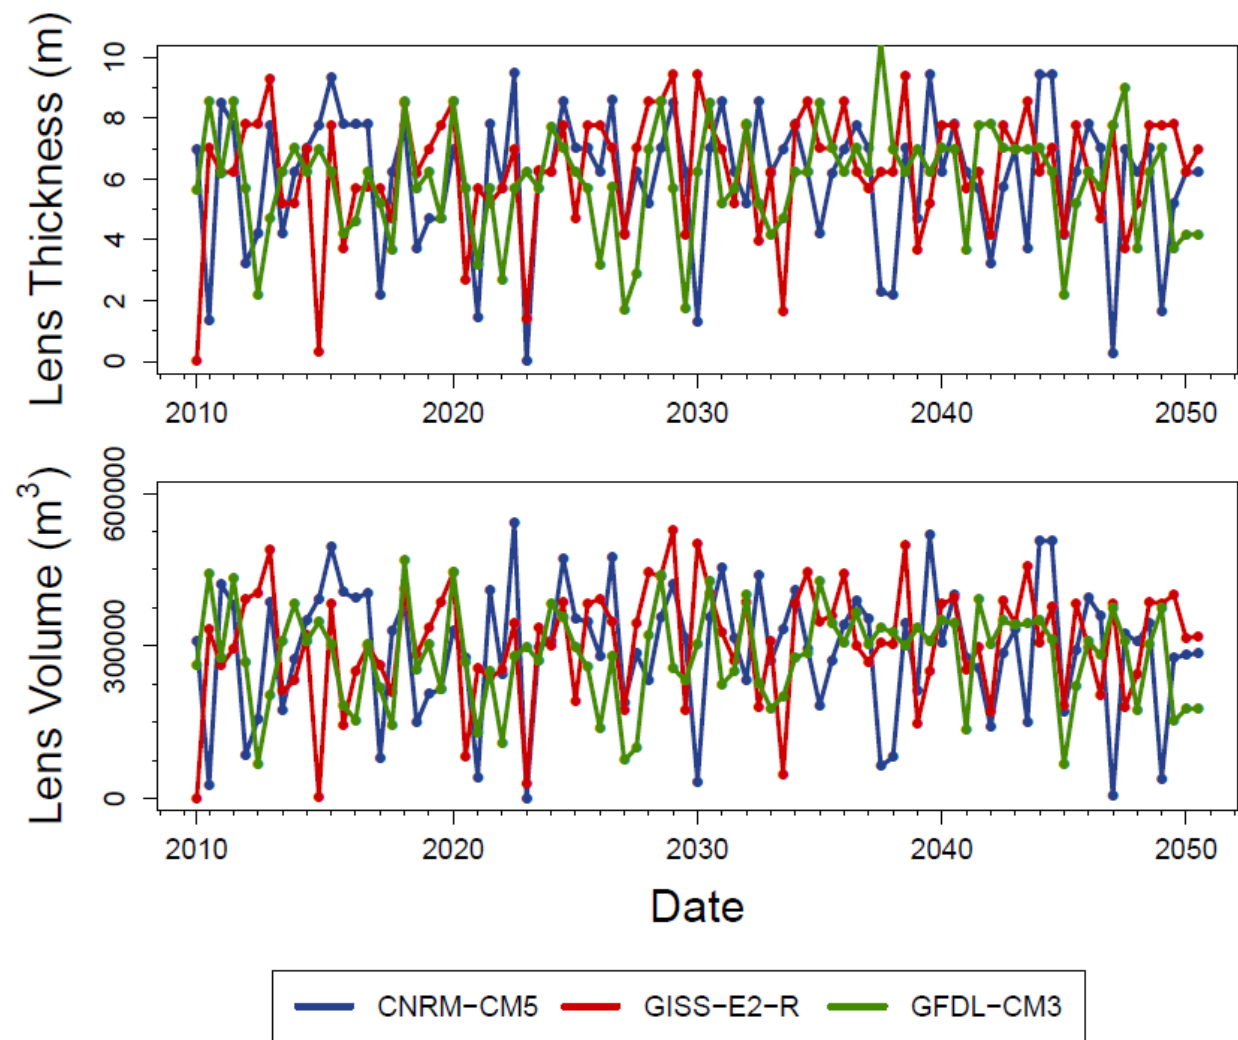 Lens Thickness (m)
10
8
6
4
2
0
2010 2020 2030 2040 2050
Lens Volume (m³)
600000
300000
0
2010 2020 2030 2040 2050
Date
CNRM−CM5 GISS−E2−R GFDL−CM3